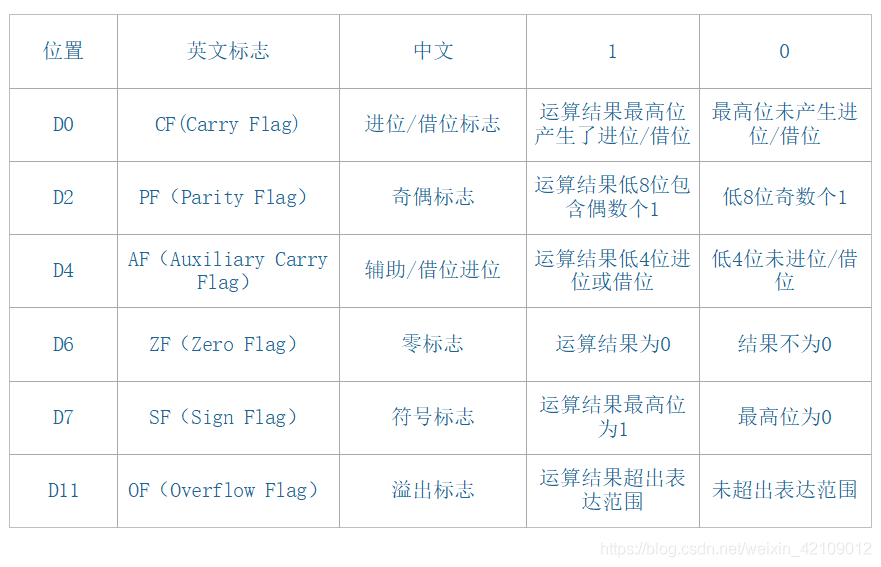 位置 英文标志 中文 1 0
D0 CF(Carry Flag) 进位/借位标志 运算结果最高位 最高位未产生进
产生了进位/借位 位/借位
D2 PF（Parity Flag） 奇偶标志 运算结果低8位包 低8位奇数个1
含偶数个1
D4 AF（Auxiliary Carry 辅助/借位进位 运算结果低4位进 低4位未进位/借
Flag） 位或借位 位
D6 ZF（Zero Flag） 零标志 运算结果为0 结果不为0
D7 SF（Sign Flag） 符号标志 运算结果最高位 最高位为0
为1
D11 OF（Overflow Flag） 溢出标志 运算结果超出表 未超出表达范围
达范围
https://blog.csdn.net/weixin_42109012